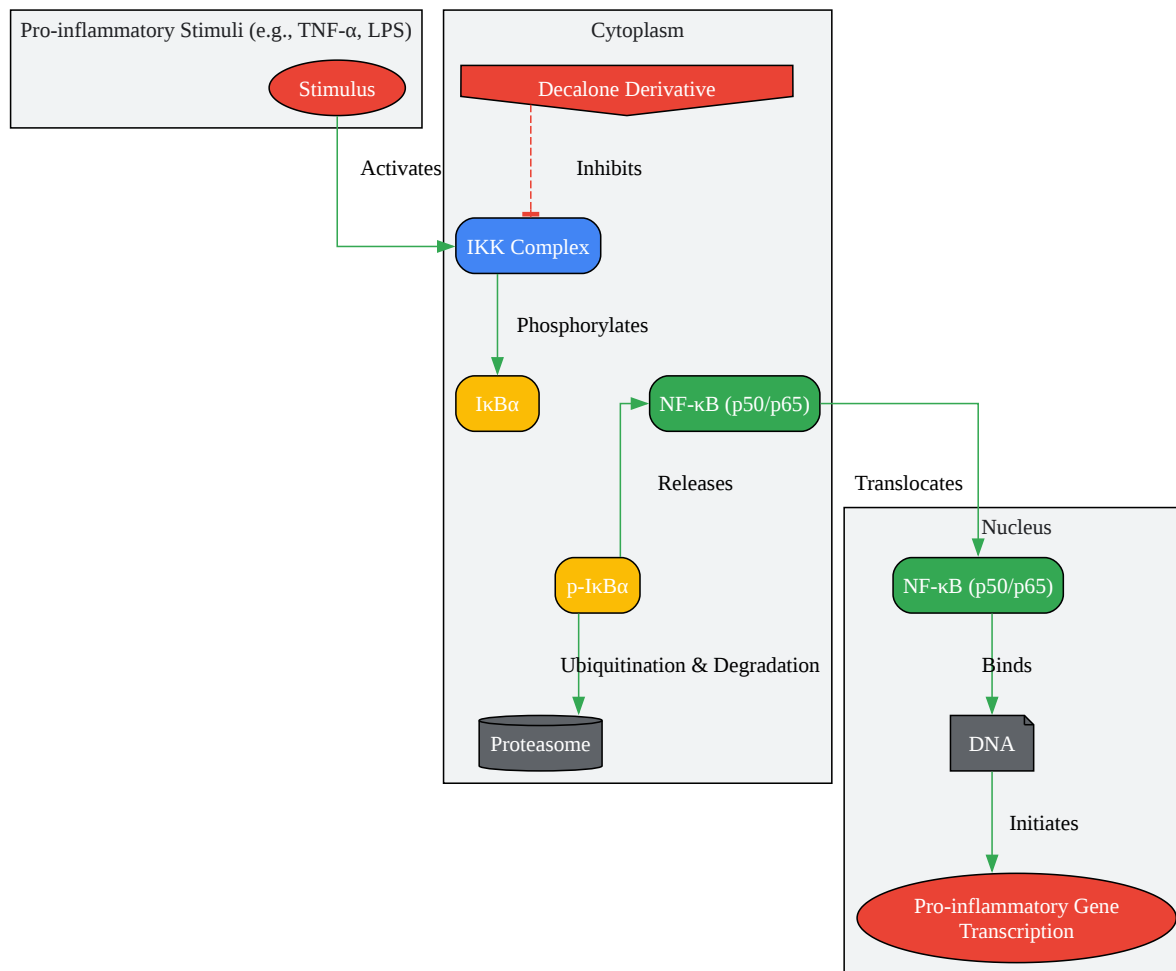 Pro-inflammatory Stimuli (e.g., TNF-α, LPS)
Stimulus
Cytoplasm
Decalone Derivative
Activates
Inhibits
IKK Complex
Phosphorylates
IκBα
NF-κB (p50/p65)
Releases
Translocates
Nucleus
p-IκBα
NF-κB (p50/p65)
Ubiquitination & Degradation
Binds
Proteasome
DNA
Initiates
Pro-inflammatory Gene
Transcription